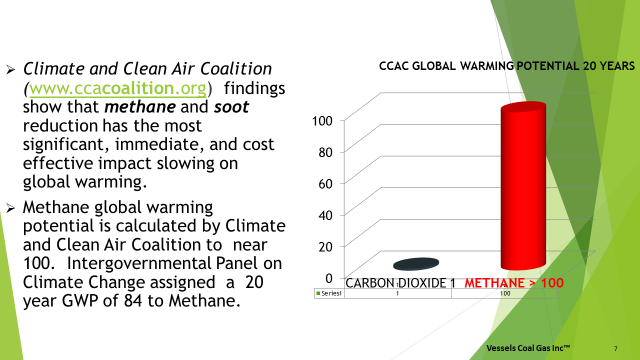 ➢ Climate and Clean Air Coalition
(www.ccacoalition.org) findings
show that methane and soot
reduction has the most
significant, immediate, and cost
effective impact slowing on
global warming.
➢ Methane global warming
potential is calculated by Climate
and Clean Air Coalition to near
100. Intergovernmental Panel on
Climate Change assigned a 20
year GWP of 84 to Methane.
CCAC GLOBAL WARMING POTENTIAL 20 YEARS
100
80
60
40
20
0
CARBON DIOXIDE 1 METHANE > 100
Series1 1 100
Vessels Coal Gas Inc™ 7